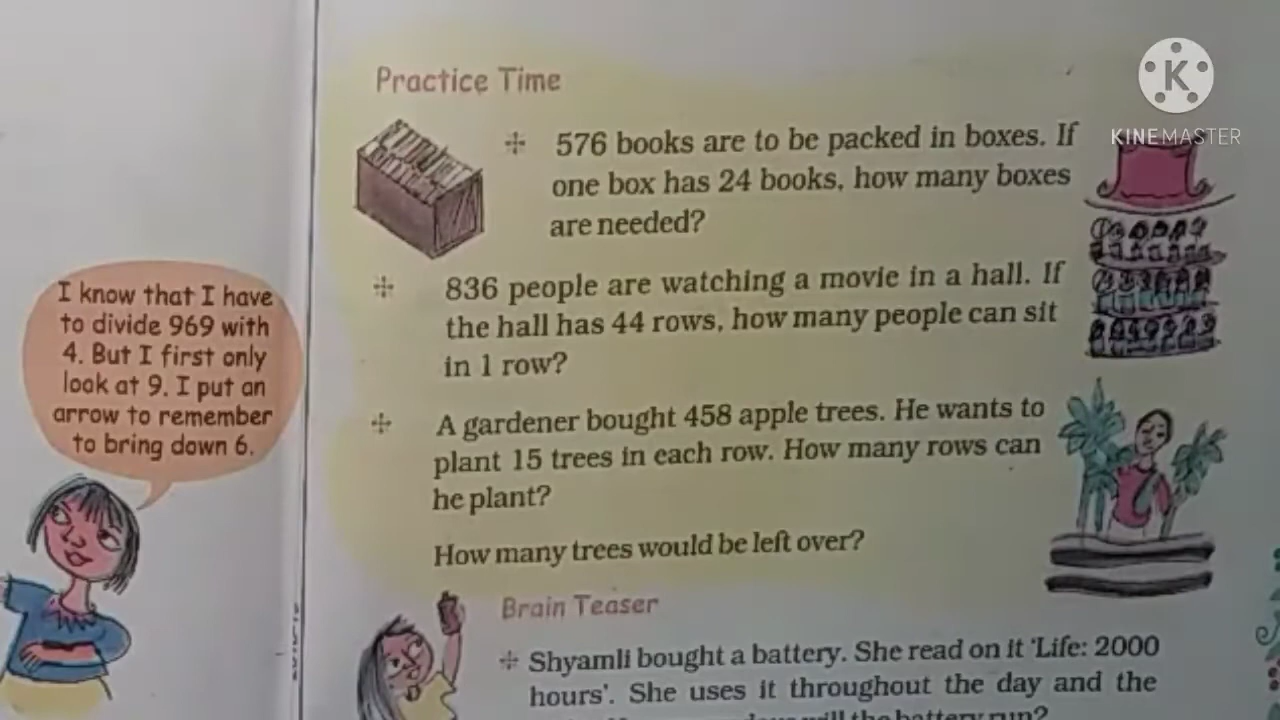 KINEMASTER
Practice Time
576 books are to be packed in boxes. If
one box has 24 books, how many boxes
are needed?
836 people are watching a movie in a hall. If
the hall has 44 rows, how many people can sit
in 1 row?
I know that I have
to divide 969 with
4. But I first only
look at 9. I put an
arrow to remember
to bring down 6.
A gardener bought 458 apple trees. He wants to
plant 15 trees in each row. How many rows can
he plant?
How many trees would be left over?
Brain Teaser
Shyamli bought a battery. She read on it 'Life: 2000
hours'. She uses it throughout the day and the
will the battery run?